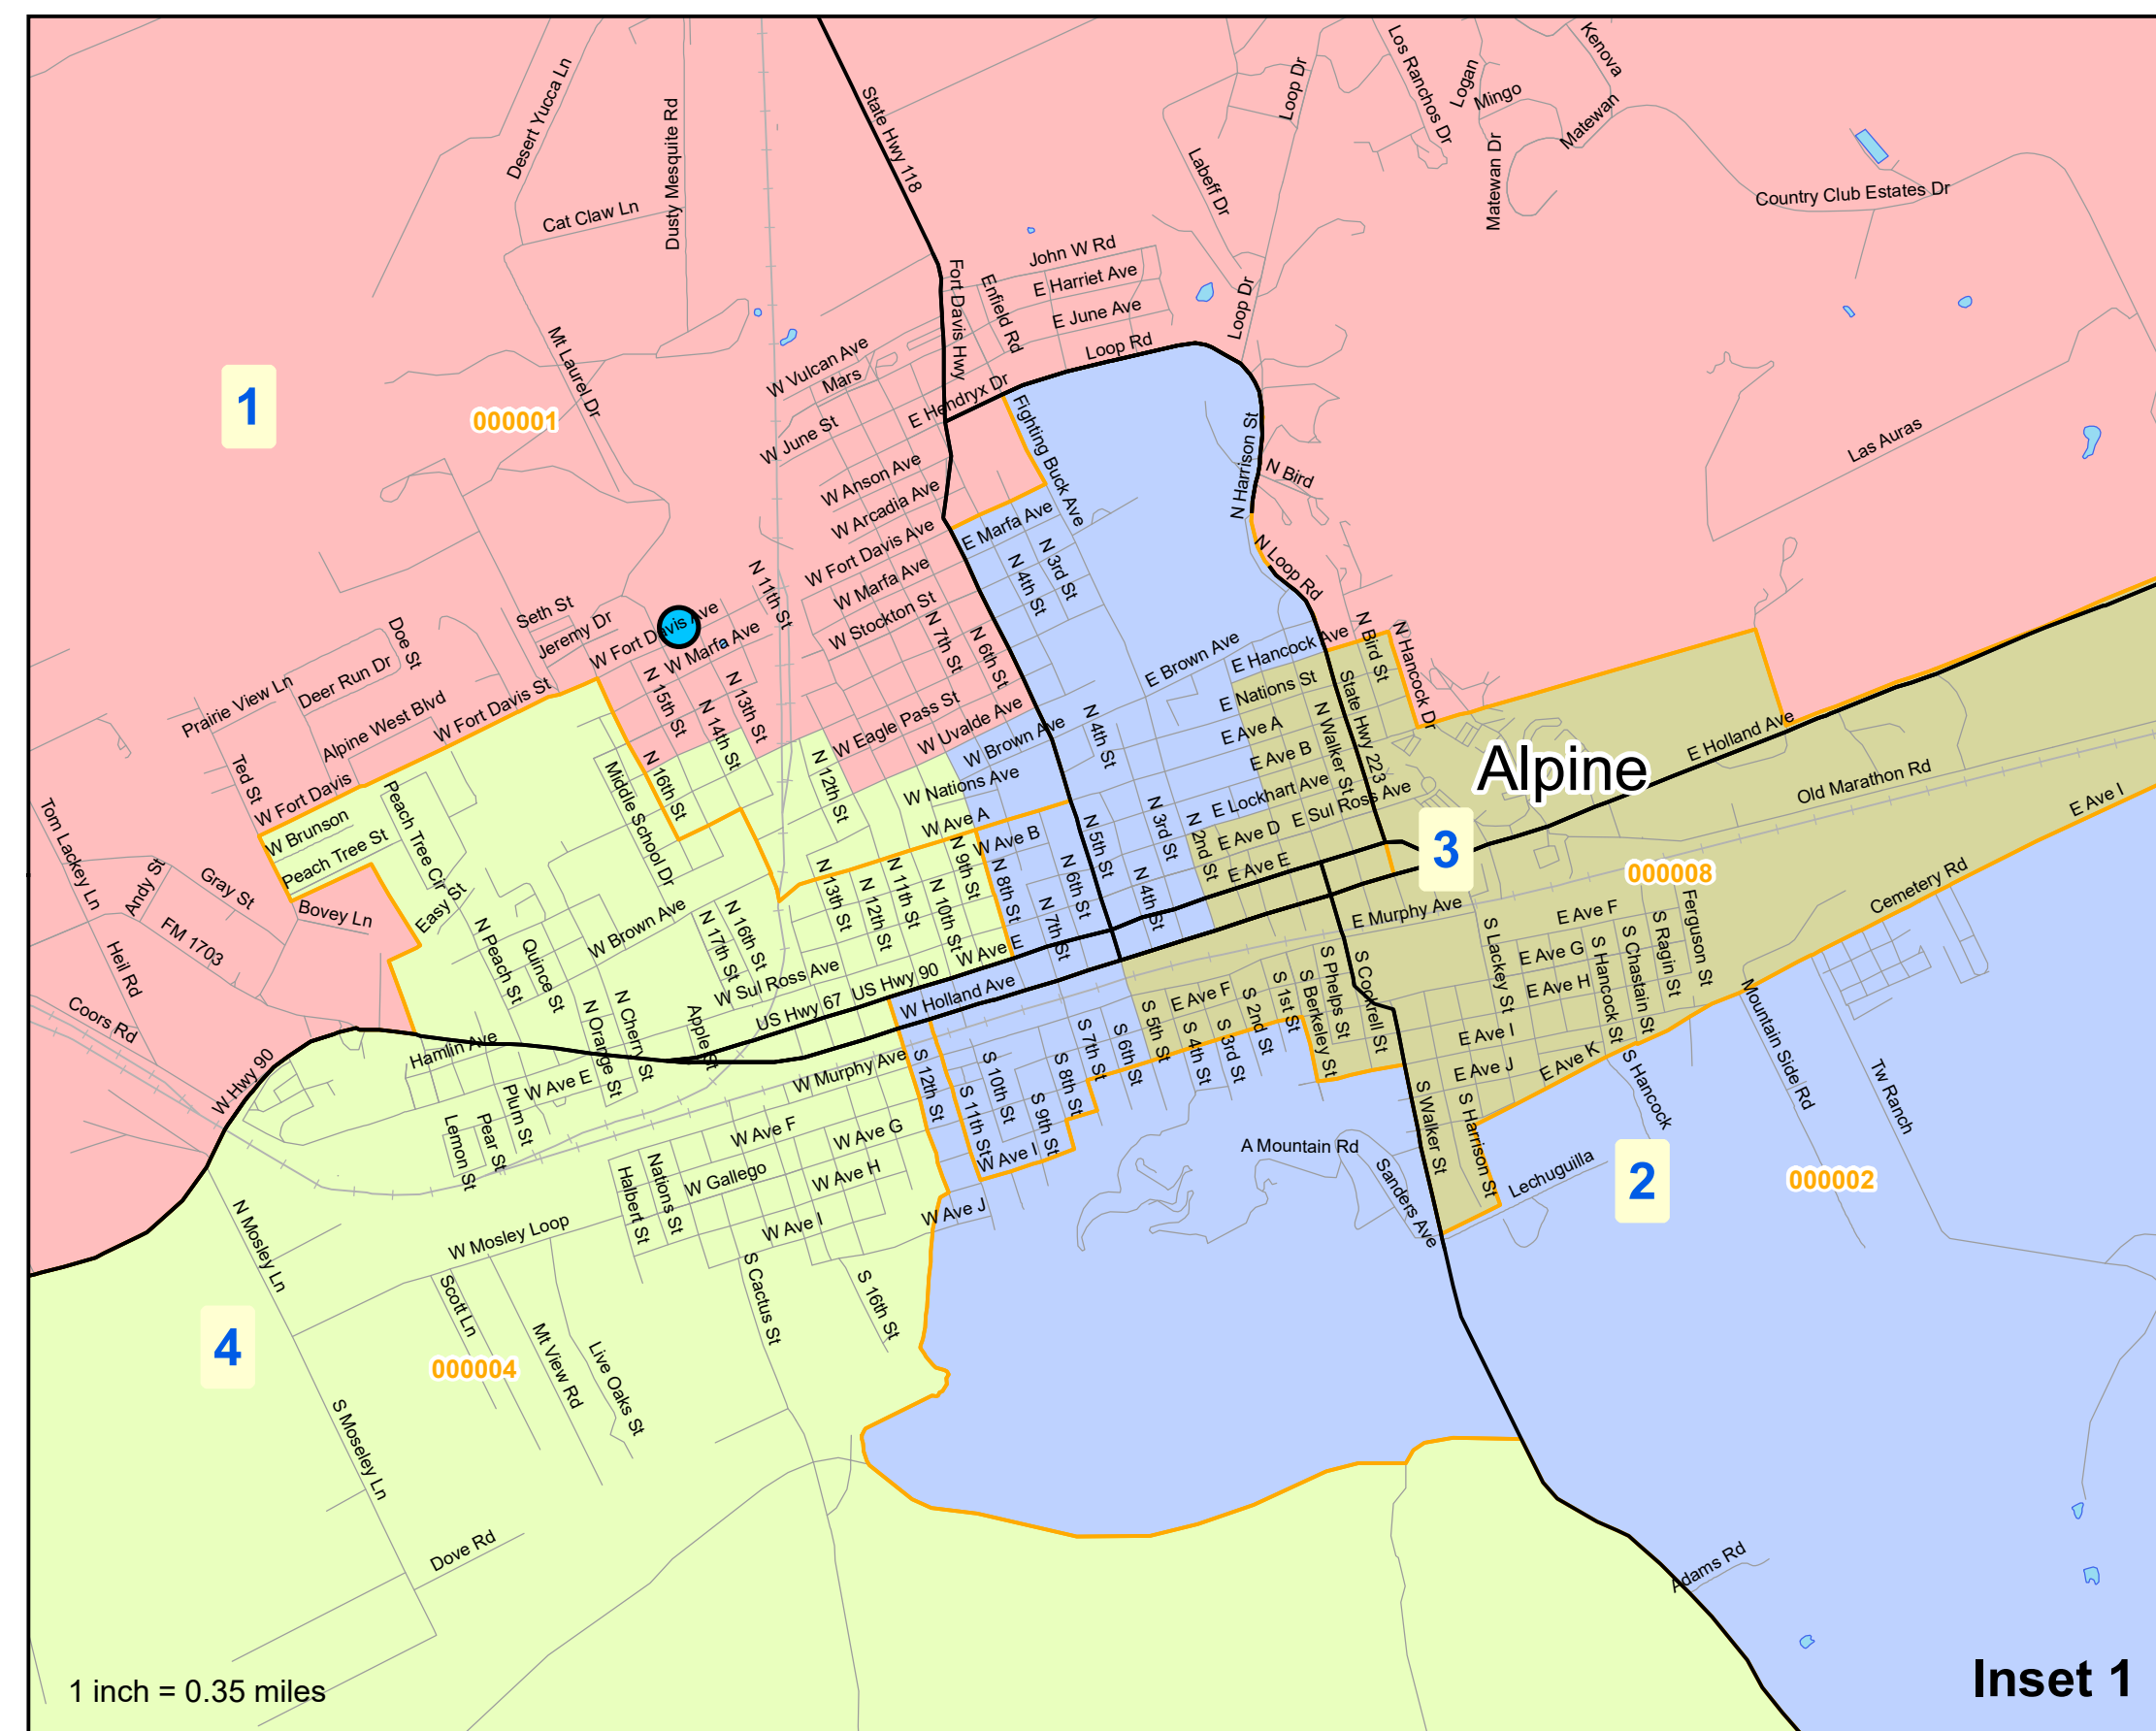 State Hwy 118
Desert Yucca Ln
Dusty Mesquite Rd
Cat Claw Ln
Loop Dr
Los Ranchos Dr
Logan
Mingo
Kenova
Matewan
Matewan Dr
Labeff Dr
Country Club Estates Dr
John W Rd
E Harriet Ave
E June Ave
Enfield Rd
Fort Davis Hwy
Loop Rd
Loop Dr
Mt Laurel Dr
W Vulcan Ave
Mars
W June St
E Hendryx Dr
1
000001
Fighting Buck Ave
N Harrison St
N Bird
Las Auras
W Anson Ave
W Arcadia Ave
W Fort Davis Ave
W Marfa Ave
W Stockton St
E Marfa Ave
N 3rd St
N 4th St
N Loop Rd
N 11th St
N 7th St
N 6th St
Seth St
Jeremy Dr
W Fort Davis Ave
W Marfa Ave
Doe St
Deer Run Dr
Prairie View Ln
Alpine West Blvd
W Fort Davis St
W Fort Davis
Ted St
N 15th St
N 14th St
N 13th St
N 16th St
N 12th St
W Eagle Pass St
W Uvalde Ave
W Brown Ave
W Nations Ave
W Ave A
W Ave B
E Brown Ave
E Hancock Ave
N Bird St
N Hancock Dr
State Hwy 223
E Nations St
N Walker St
E Ave A
E Ave B
E Lockhart Ave
E Sul Ross Ave
E Ave D
E Ave E
N 4th St
N 3rd St
N 2nd St
N 5th St
N 4th St
N 6th St
N 7th St
N 8th St
N 9th St
N 10th St
N 11th St
N 12th St
N 13th St
Alpine
3
000008
E Holland Ave
Old Marathon Rd
E Ave I
Cemetery Rd
Middle School Dr
W Brunson
Peach Tree St
Peach Tree Cir
Easy St
Tom Lackey Ln
Andy St
Gray St
Bovey Ln
FM 1703
Heil Rd
Coors Rd
W Hwy 90
N Peach St
Quince St
W Brown Ave
N 17th St
N 16th St
W Sul Ross Ave
US Hwy 90
US Hwy 67
W Ave E
W Holland Ave
Hamlin Ave
N Orange St
N Cherry St
Apple St
W Ave E
Plum St
Pear St
Lemon St
W Murphy Ave
W Ave F
W Ave G
W Ave H
W Gallego
W Ave I
Nations St
Halbert St
W Mosley Loop
S 12th St
S 11th St
S 10th St
S 9th St
S 8th St
S 7th St
S 6th St
S 5th St
S 4th St
S 3rd St
S 2nd St
S 1st St
S Berkeley St
S Phelps St
S Cockrell St
E Ave F
W Ave I
W Ave J
E Murphy Ave
S Lackey St
E Ave F
E Ave G
E Ave H
E Ave I
E Ave J
E Ave K
S Hancock St
S Chastain St
S Ragin St
Ferguson St
S Hancock
S Walker St
S Harrison St
Lechuguilla
A Mountain Rd
Sanders Ave
Mountain Side Rd
Tw Ranch
2
000002
N Mosley Ln
Scott Ln
Mt View Rd
Live Oaks St
S Cactus St
S 16th St
4
000004
S Moseley Ln
Dove Rd
Adams Rd
1 inch = 0.35 miles
Inset 1